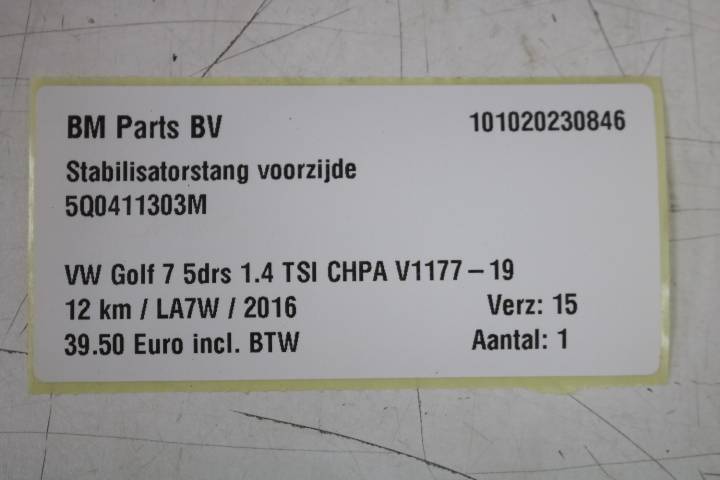 BM Parts BV 101020230846
Stabilisatorstang voorzijde
5Q0411303M
VW Golf 7 5drs 1.4 TSI CHPA V1177-19
12 km / LA7W / 2016 Verz: 15
39.50 Euro incl. BTW Aantal: 1